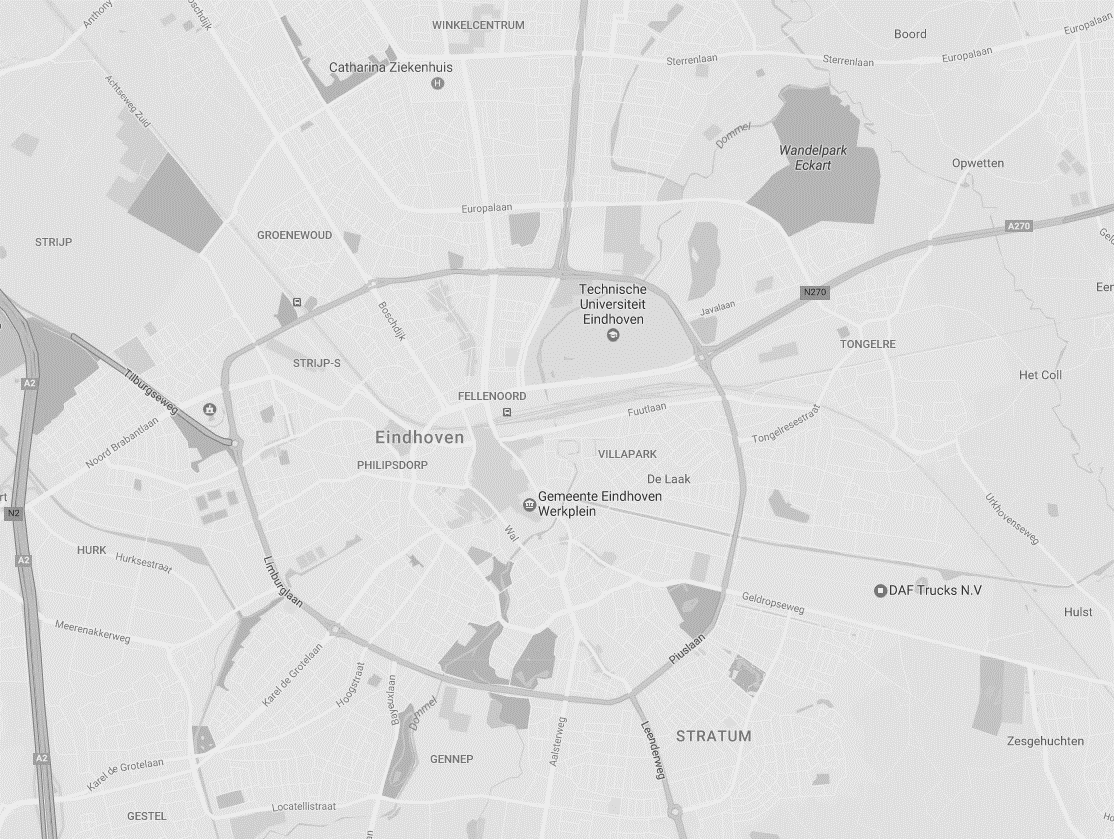 Anthony
Boschdijk
WINKELCENTRUM
Boord
Europalaan
Europalaan
Sterrenlaan
Sterrenlaan
Catharina Ziekenhuis
H
Achtseweg Zuid
Dommel
Wandelpark
Eckart
Opwetten
Europalaan
A270
STRIJP
GROENEWOUD
Technische
Universiteit
Eindhoven
N270
Javalaan
Boschdijk
TONGELRE
STRIJP-S
Het Coll
A2
Tilburgseweg
FELLENOORD
Fuutlaan
Tongelresestraat
Noord Brabantlaan
Eindhoven
PHILIPSDORP
VILLAPARK
De Laak
Gemeente Eindhoven
Werkplein
N2
Urkhovenseweg
Wal
HURK
Hurksestraat
A2
Limburglaan
DAF Trucks N.V
Geldropseweg
Hulst
Meerenakkerweg
Piuslaan
Karel de Grotelaan
Hoogstraat
Bayeuxlaan
Dommel
Aalsterweg
Leenderweg
STRATUM
Zesgehuchten
A2
GENNEP
Karel de Grotelaan
Locatellistraat
GESTEL